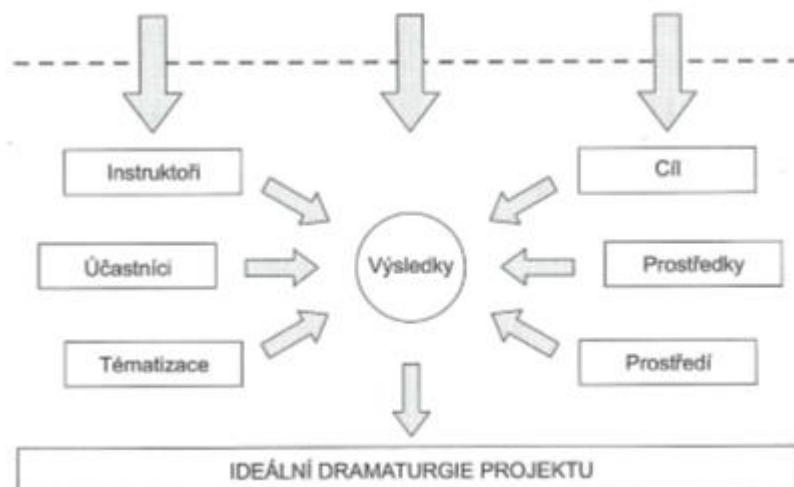 Instruktoři
Cíl
Účastníci
Výsledky
Prostředky
Tématizace
Prostředí
IDEÁLNÍ DRAMATURGIE PROJEKTU